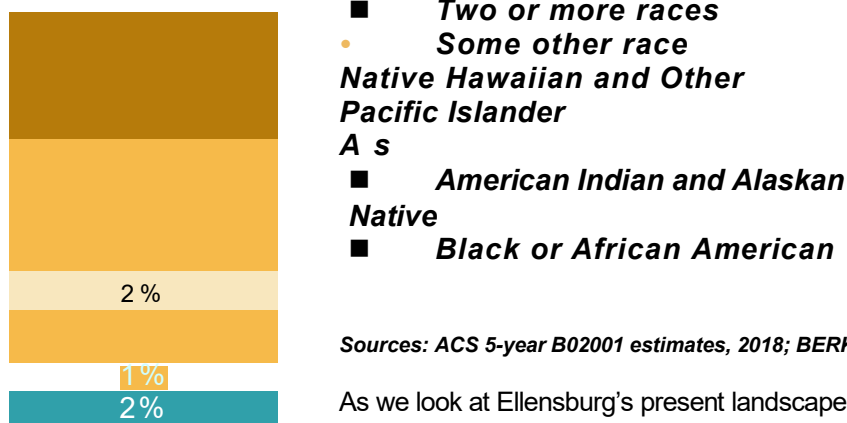 ■ Two or more races
• Some other race
Native Hawaiian and Other
Pacific Islander
A s
■ American Indian and Alaskan
Native
■ Black or African American
2 %
Sources: ACS 5-year B02001 estimates, 2018; BERK
1%
2%
As we look at Ellensburg's present landscape